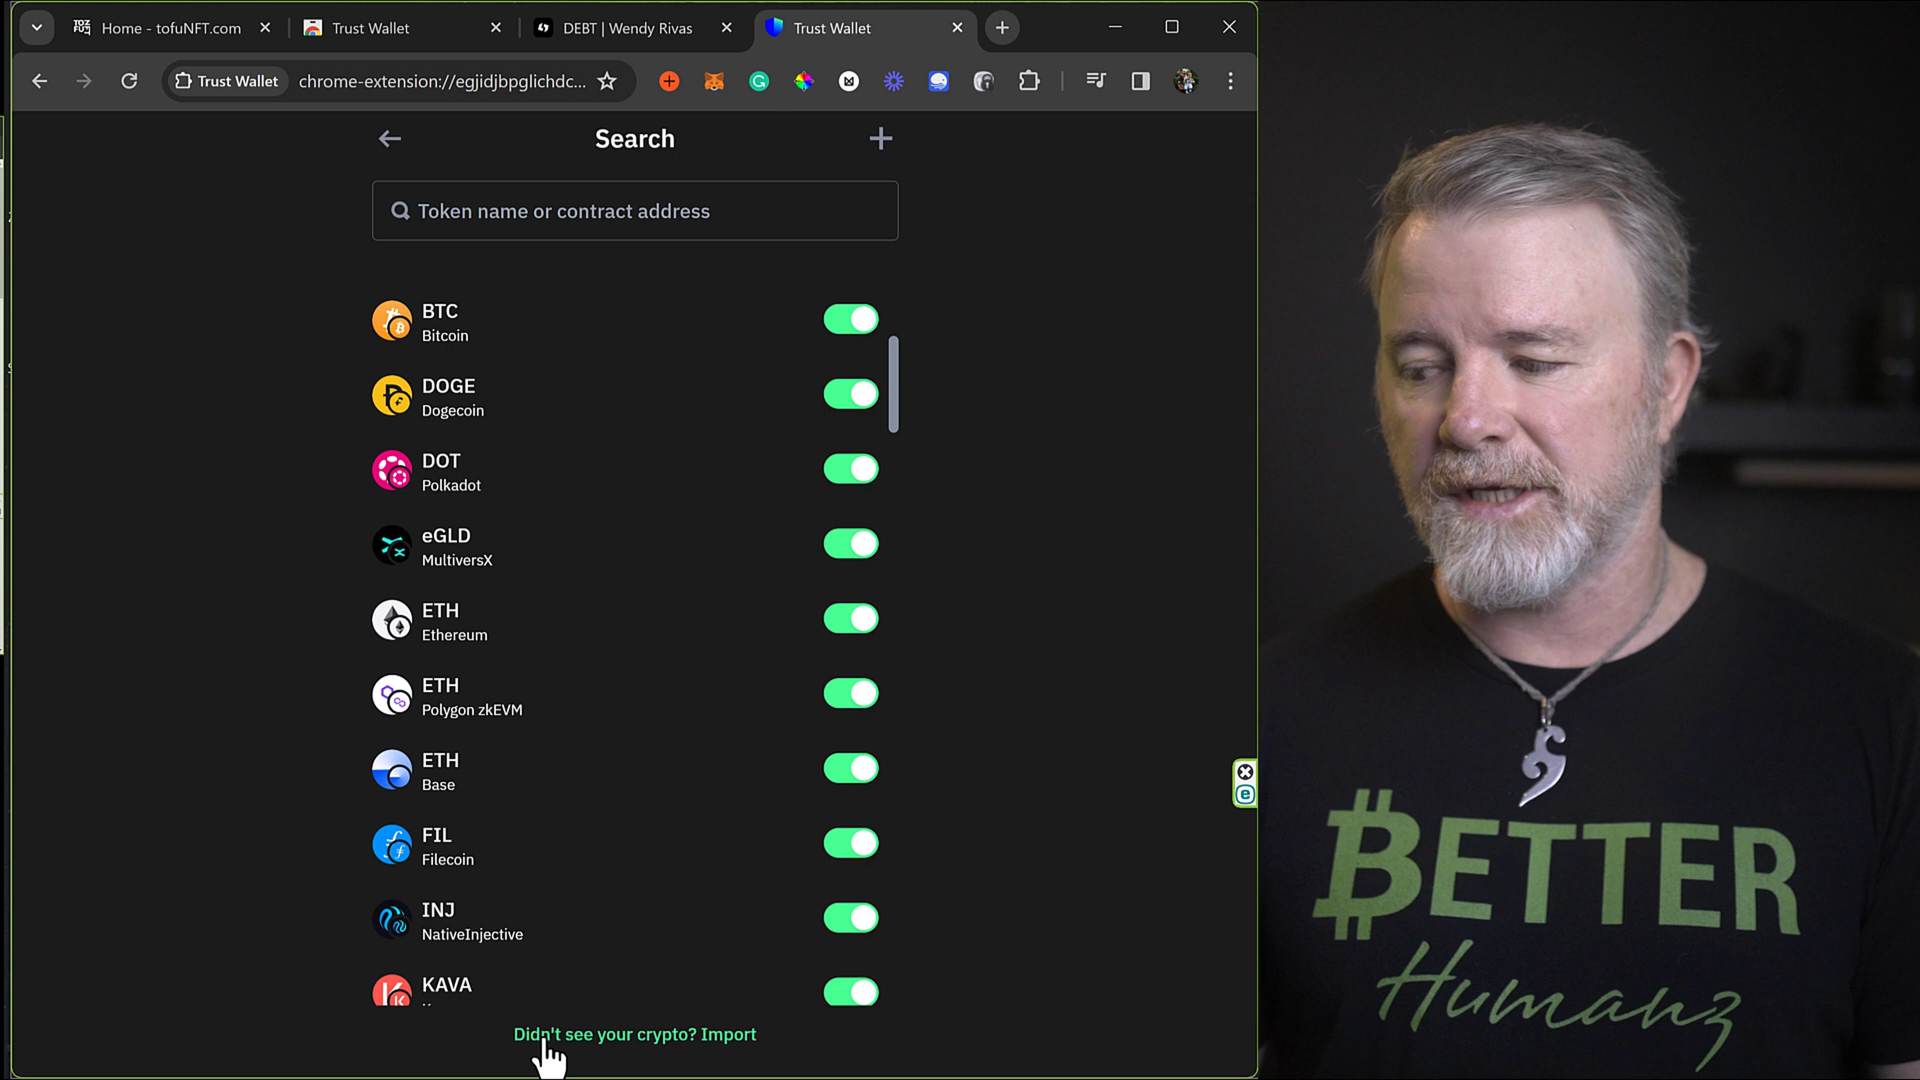 Home - tofuNFT.com
Trust Wallet
DEBT | Wendy Rivas
Trust Wallet
Trust Wallet
chrome-extension://egjidjbpglichdc...
Search
Token name or contract address
BTC
Bitcoin
DOGE
Dogecoin
DOT
Polkadot
eGLD
MultiversX
ETH
Ethereum
ETH
Polygon zkEVM
ETH
Base
FIL
Filecoin
INJ
NativeInjective
KAVA
Didn't see your crypto? Import
₿ETTER
Humanz